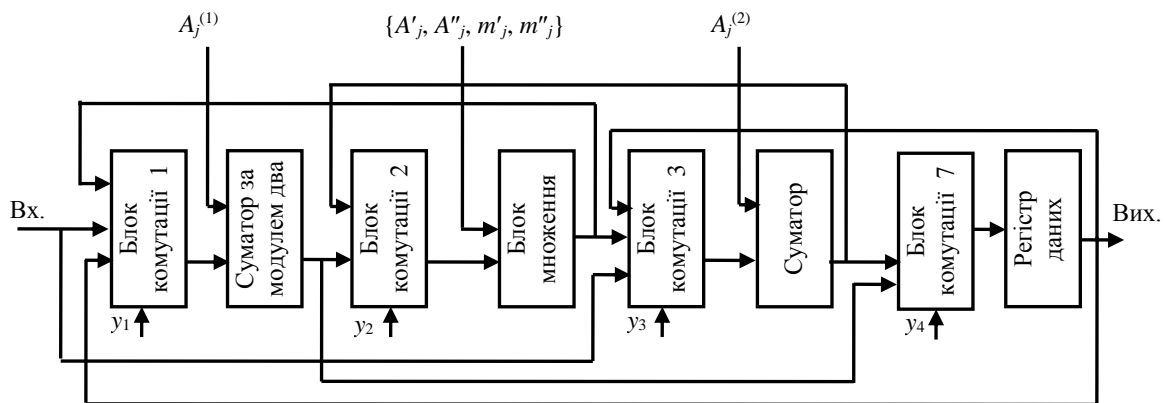 A_j^(1)
{A'_j, A''_j, m'_j, m''_j}
A_j^(2)
Вх.
Блок
комутації 1
Суматор за
модулем два
Блок
комутації 2
Блок
множення
Блок
комутації 3
Суматор
Блок
комутації 7
Регістр
даних
Вих.
y1
y2
y3
y4